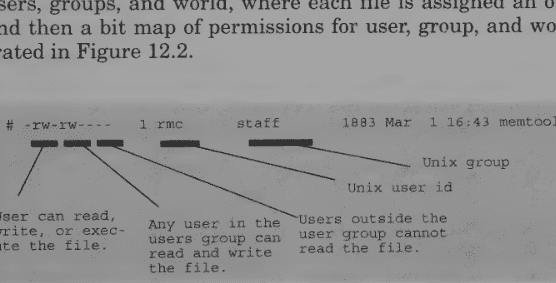 sers, groups, and world, where each file is assigned an o
nd then a bit map of permissions for user, group, and wo
rated in Figure 12.2.
# -rw-rw---- 1 rmc staff 1883 Mar 1 16:43 memtool
Unix group
Unix user id
User can read,
write, or exec-
ute the file.
Any user in the
users group can
read and write
the file.
Users outside the
user group cannot
read the file.